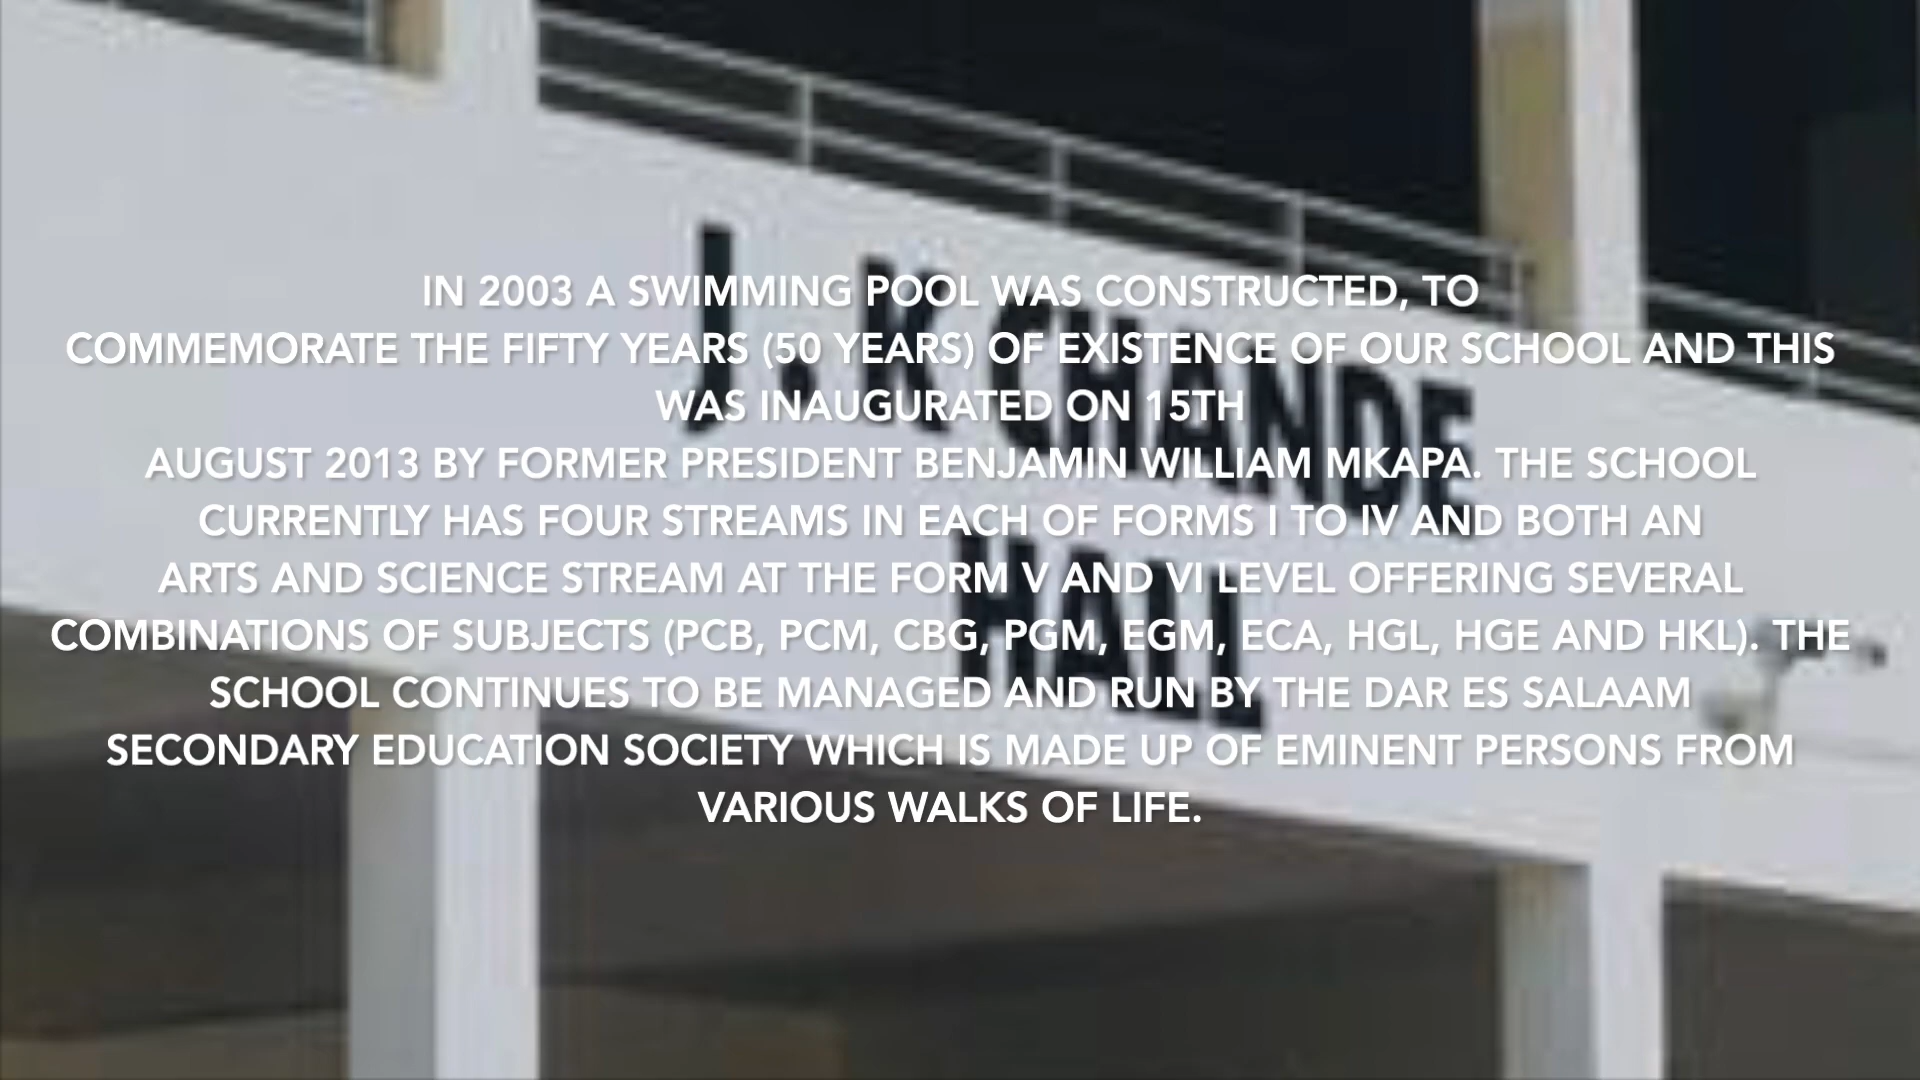 IN 2003 A SWIMMING POOL WAS CONSTRUCTED, TO
COMMEMORATE THE FIFTY YEARS (50 YEARS) OF EXISTENCE OF OUR SCHOOL AND THIS
WAS INAUGURATED ON 15TH
AUGUST 2013 BY FORMER PRESIDENT BENJAMIN WILLIAM MKAPA. THE SCHOOL
CURRENTLY HAS FOUR STREAMS IN EACH OF FORMS I TO IV AND BOTH AN
ARTS AND SCIENCE STREAM AT THE FORM V AND VI LEVEL OFFERING SEVERAL
COMBINATIONS OF SUBJECTS (PCB, PCM, CBG, PGM, EGM, ECA, HGL, HGE AND HKL). THE
SCHOOL CONTINUES TO BE MANAGED AND RUN BY THE DAR ES SALAAM
SECONDARY EDUCATION SOCIETY WHICH IS MADE UP OF EMINENT PERSONS FROM
VARIOUS WALKS OF LIFE.
J.K CHANDE
HALL